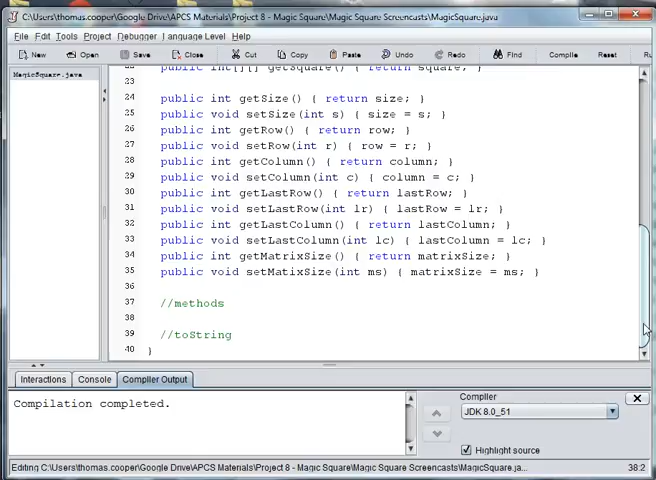 C:\Users\thomas.cooper\Google Drive\APCS Materials\Project 8 - Magic Square\Magic Square Screencasts\MagicSquare.java
File Edit Tools Project Debugger Language Level Help
New Open Save Close Cut Copy Paste Undo Redo Find Compile Reset Ru
MagicSquare.java
22 public int[][] getSquare() { return square; }
23
24 public int getSize() { return size; }
25 public void setSize(int s) { size = s; }
26 public int getRow() { return row; }
27 public void setRow(int r) { row = r; }
28 public int getColumn() { return column; }
29 public void setColumn(int c) { column = c; }
30 public int getLastRow() { return lastRow; }
31 public void setLastRow(int lr) { lastRow = lr; }
32 public int getLastColumn() { return lastColumn; }
33 public void setLastColumn(int lc) { lastColumn = lc; }
34 public int getMatrixSize() { return matrixSize; }
35 public void setMatixSize(int ms) { matrixSize = ms; }
36
37 //methods
38
39 //toString
40 }
Interactions Console Compiler Output
Compilation completed.
Compiler
JDK 8.0_51
Highlight source
Editing C:\Users\thomas.cooper\Google Drive\APCS Materials\Project 8 - Magic Square\Magic Square Screencasts\MagicSquare.ja... 38:2